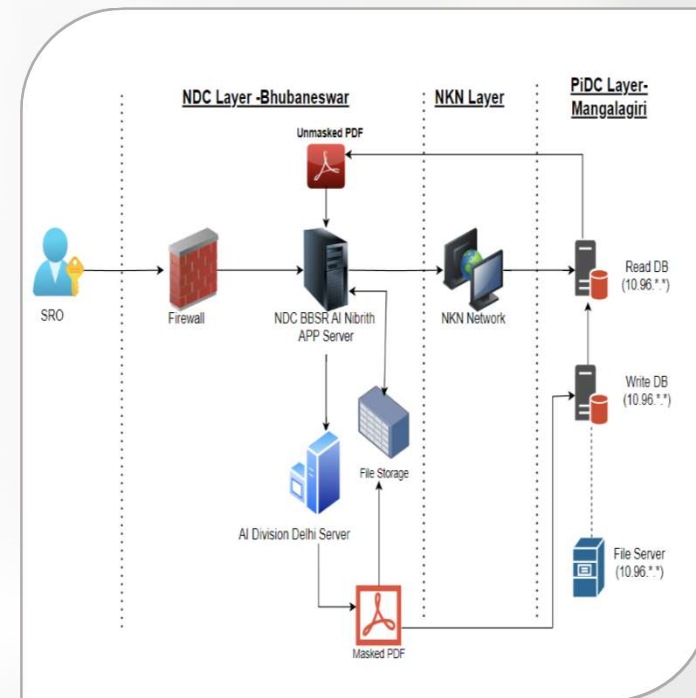 NDC Layer -Bhubaneswar
NKN Layer
PiDC Layer-
Mangalagiri
Unmasked PDF
SRO
Firewall
NDC BBSR AI Nibrith
APP Server
NKN Network
Read DB
(10.96.*.*)
Write DB
(10.96.*.*)
File Storage
AI Division Delhi Server
File Server
(10.96.*.*)
Masked PDF